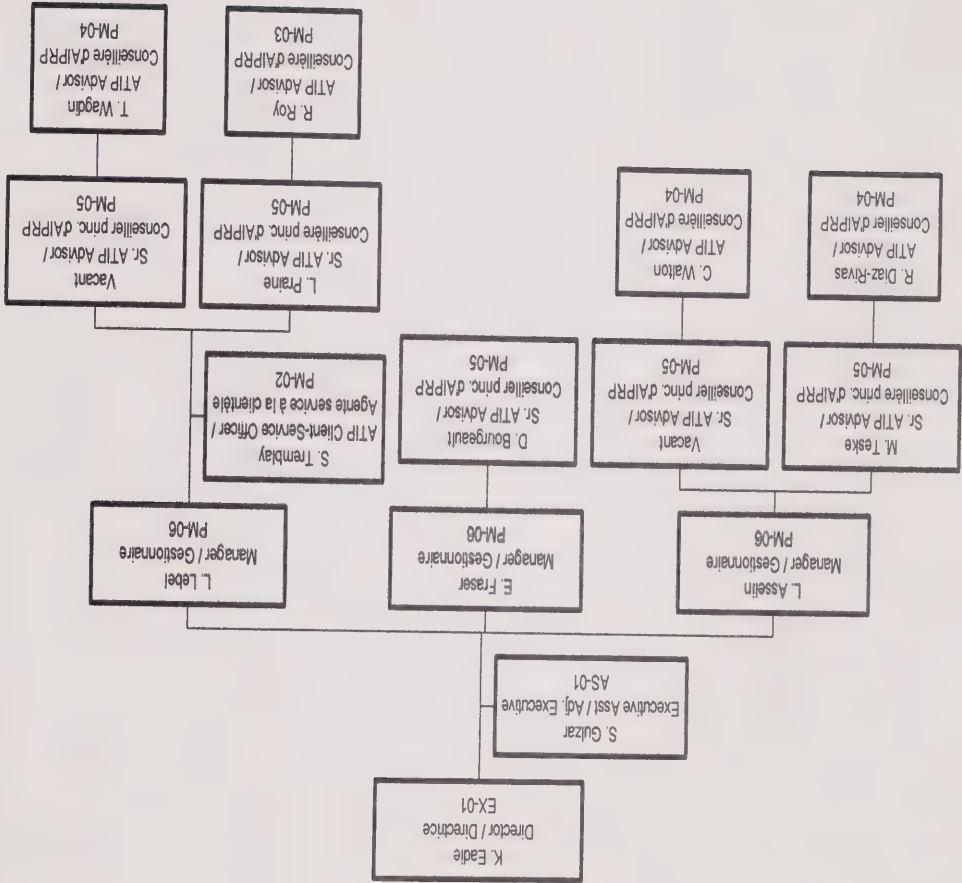 K. Eadie
Director / Directrice
EX-01
S. Gulzar
Executive Asst / Adj. Executive
AS-01
L. Asselin
Manager / Gestionnaire
PM-06
E. Fraser
Manager / Gestionnaire
PM-06
L. Lebel
Manager / Gestionnaire
PM-06
M. Teske
Sr. ATIP Advisor /
Conseillère princ. d'AIPRP
PM-05
Vacant
Sr. ATIP Advisor /
Conseiller princ. d'AIPRP
PM-05
D. Bourgeault
Sr. ATIP Advisor /
Conseiller princ. d'AIPRP
PM-05
S. Tremblay
ATIP Client-Service Officer /
Agente service à la clientèle
PM-02
L. Praine
Sr. ATIP Advisor /
Conseillère princ. d'AIPRP
PM-05
Vacant
Sr. ATIP Advisor /
Conseiller princ. d'AIPRP
PM-05
R. Diaz-Rivas
ATIP Advisor /
Conseiller d'AIPRP
PM-04
C. Walton
ATIP Advisor /
Conseillère d'AIPRP
PM-04
R. Roy
ATIP Advisor /
Conseillère d'AIPRP
PM-03
T. Wagdin
ATIP Advisor /
Conseillère d'AIPRP
PM-04